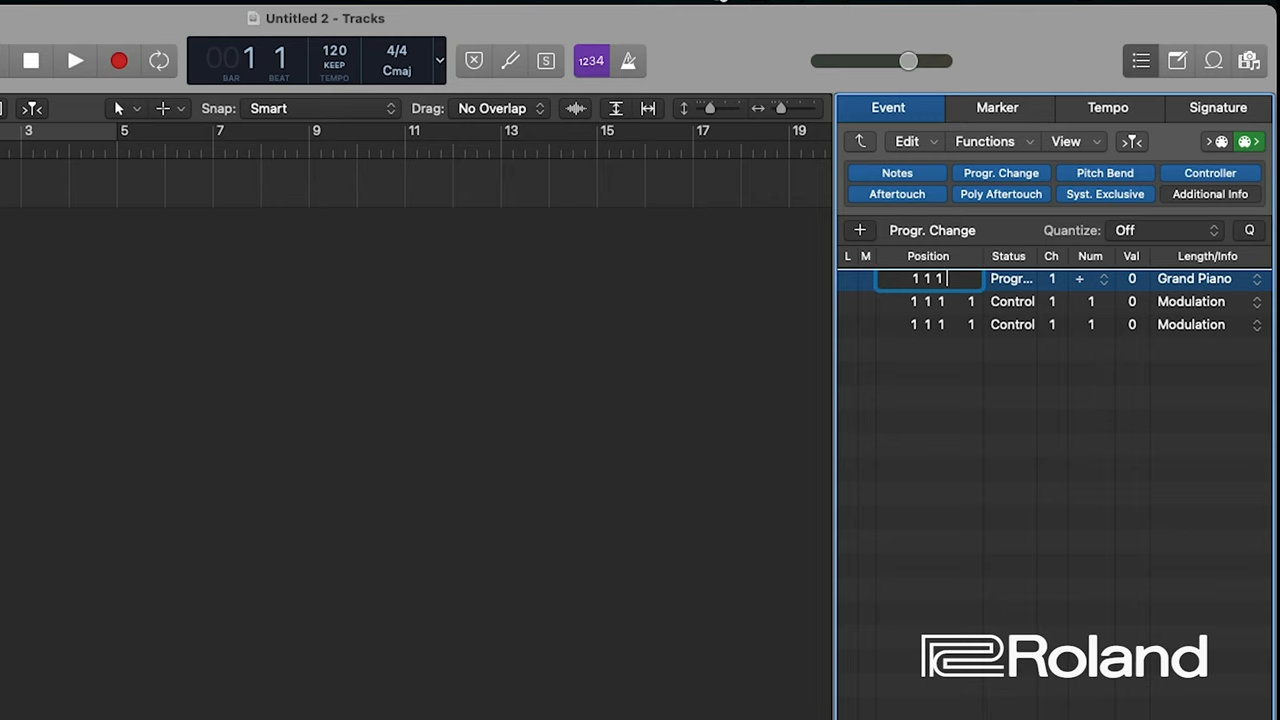 Untitled 2 - Tracks
001 1
BAR BEAT
120
KEEP
TEMPO
4/4
Cmaj
S
1234
Snap: Smart
Drag: No Overlap
3 5 7 9 11 13 15 17 19
Event Marker Tempo Signature
Edit Functions View
Notes Progr. Change Pitch Bend Controller
Aftertouch Poly Aftertouch Syst. Exclusive Additional Info
+ Progr. Change Quantize: Off Q
L M Position Status Ch Num Val Length/Info
1 1 1 Progr... 1 ÷ 0 Grand Piano
1 1 1 1 Control 1 1 0 Modulation
1 1 1 1 Control 1 1 0 Modulation
Roland